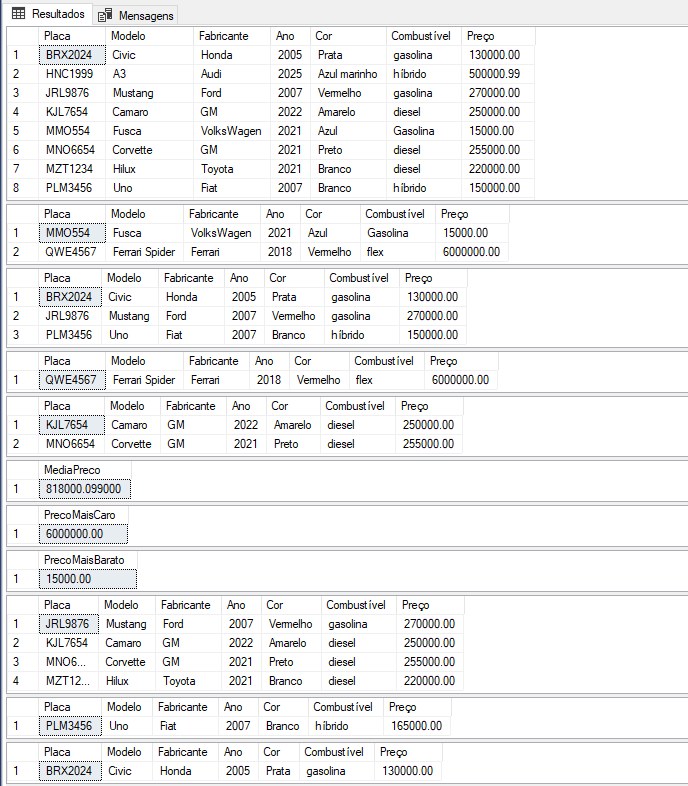 Resultados Mensagens
Placa Modelo Fabricante Ano Cor Combustível Preço
1 BRX2024 Civic Honda 2005 Prata gasolina 130000.00
2 HNC1999 A3 Audi 2025 Azul marinho híbrido 500000.99
3 JRL9876 Mustang Ford 2007 Vermelho gasolina 270000.00
4 KJL7654 Camaro GM 2022 Amarelo diesel 250000.00
5 MMO554 Fusca VolksWagen 2021 Azul Gasolina 15000.00
6 MNO6654 Corvette GM 2021 Preto diesel 255000.00
7 MZT1234 Hilux Toyota 2021 Branco diesel 220000.00
8 PLM3456 Uno Fiat 2007 Branco híbrido 150000.00
Placa Modelo Fabricante Ano Cor Combustível Preço
1 MMO554 Fusca VolksWagen 2021 Azul Gasolina 15000.00
2 QWE4567 Ferrari Spider Ferrari 2018 Vermelho flex 6000000.00
Placa Modelo Fabricante Ano Cor Combustível Preço
1 BRX2024 Civic Honda 2005 Prata gasolina 130000.00
2 JRL9876 Mustang Ford 2007 Vermelho gasolina 270000.00
3 PLM3456 Uno Fiat 2007 Branco híbrido 150000.00
Placa Modelo Fabricante Ano Cor Combustível Preço
1 QWE4567 Ferrari Spider Ferrari 2018 Vermelho flex 6000000.00
Placa Modelo Fabricante Ano Cor Combustível Preço
1 KJL7654 Camaro GM 2022 Amarelo diesel 250000.00
2 MNO6654 Corvette GM 2021 Preto diesel 255000.00
MediaPreco
1 818000.099000
PrecoMaisCaro
1 6000000.00
PrecoMaisBarato
1 15000.00
Placa Modelo Fabricante Ano Cor Combustível Preço
1 JRL9876 Mustang Ford 2007 Vermelho gasolina 270000.00
2 KJL7654 Camaro GM 2022 Amarelo diesel 250000.00
3 MNO6... Corvette GM 2021 Preto diesel 255000.00
4 MZT12... Hilux Toyota 2021 Branco diesel 220000.00
Placa Modelo Fabricante Ano Cor Combustível Preço
1 PLM3456 Uno Fiat 2007 Branco híbrido 165000.00
Placa Modelo Fabricante Ano Cor Combustível Preço
1 BRX2024 Civic Honda 2005 Prata gasolina 130000.00